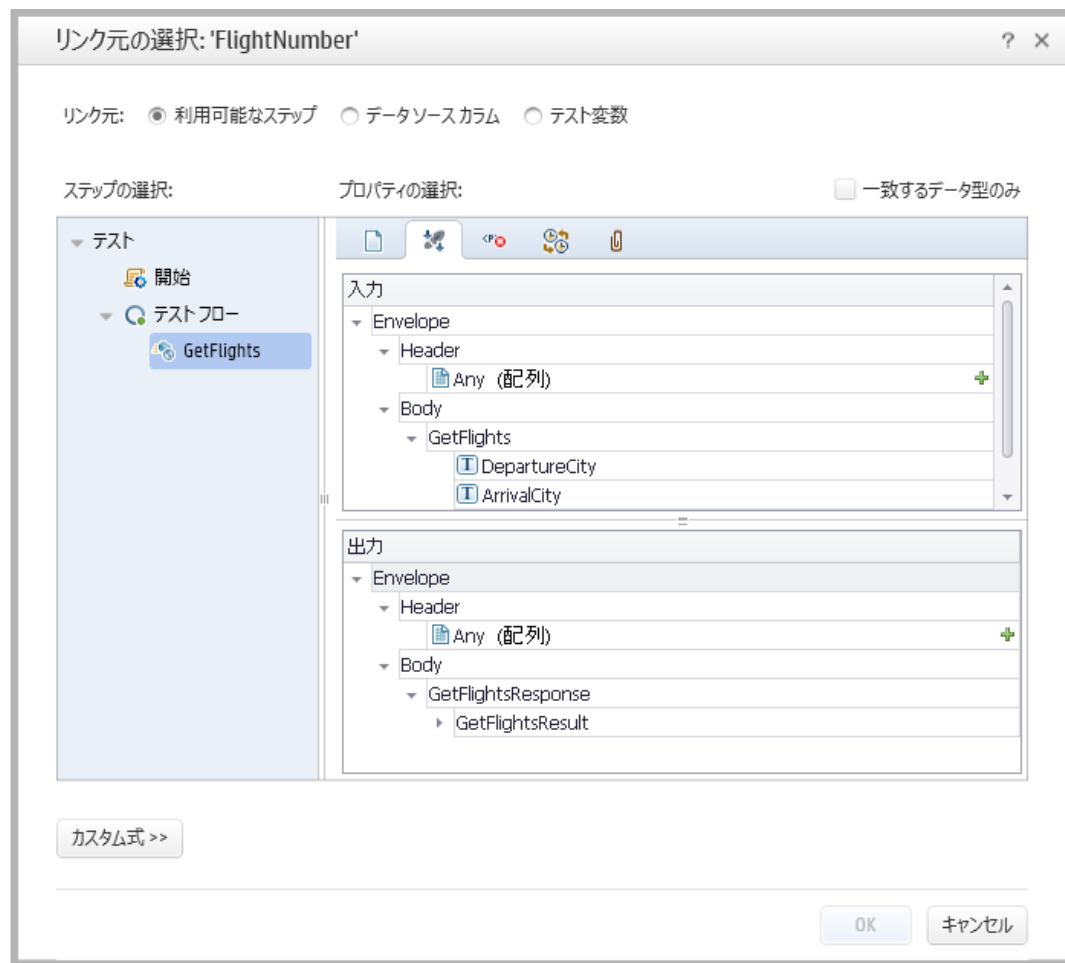 リンク元の選択: 'FlightNumber'
リンク元: 利用可能なステップ データソースカラム テスト変数
ステップの選択: プロパティの選択: 一致するデータ型のみ
テスト
開始
テストフロー
GetFlights
入力
Envelope
Header
Any (配列)
Body
GetFlights
DepartureCity
ArrivalCity
出力
Envelope
Header
Any (配列)
Body
GetFlightsResponse
GetFlightsResult
カスタム式 >>
OK キャンセル